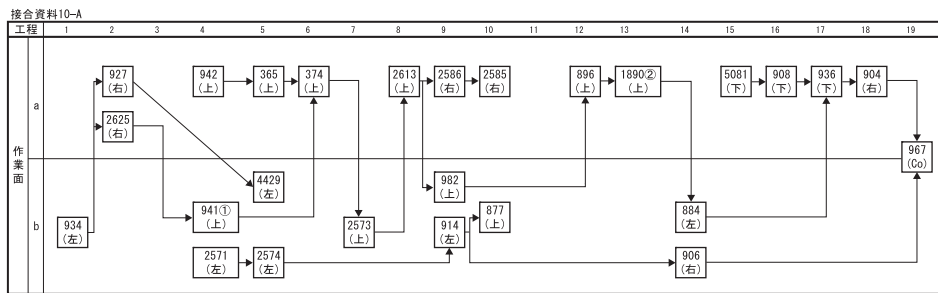 接合資料10-A
工程 1 2 3 4 5 6 7 8 9 10 11 12 13 14 15 16 17 18 19
作業面
a
927
(右)
942
(上)
365
(上)
374
(上)
2613
(上)
2586
(右)
2585
(右)
896
(上)
1890②
(上)
5081
(下)
908
(下)
936
(下)
904
(右)
2625
(右)
967
(Co)
b
4429
(左)
982
(上)
934
(左)
941①
(上)
2573
(上)
914
(左)
877
(上)
884
(左)
2571
(左)
2574
(左)
906
(右)